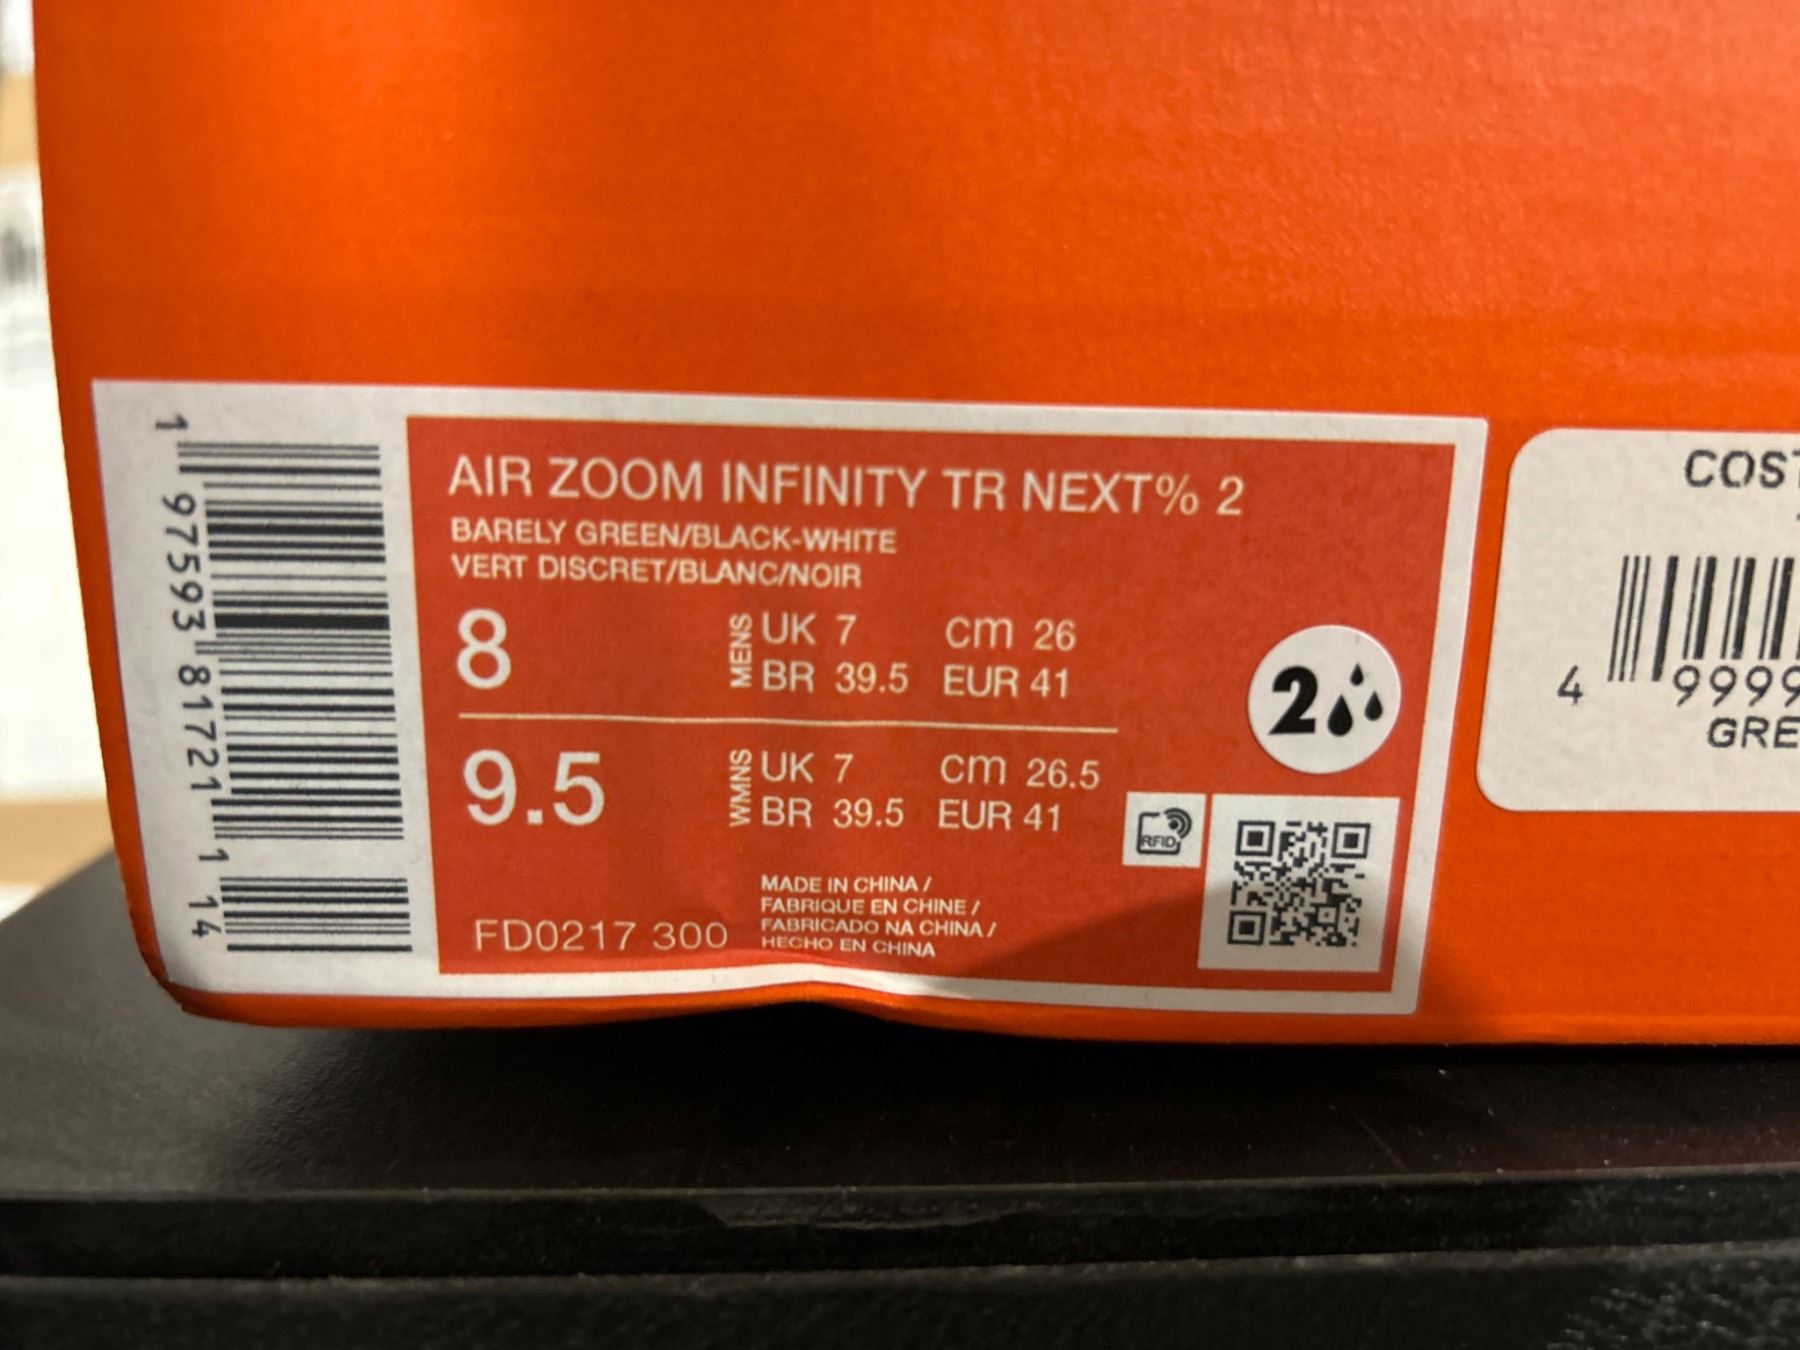 AIR ZOOM INFINITY TR NEXT% 2
BARELY GREEN/BLACK-WHITE
VERT DISCRET/BLANC/NOIR
8
MENS
UK 7 cm 26
BR 39.5 EUR 41
9.5
WMNS
UK 7 cm 26.5
BR 39.5 EUR 41
2
RFID
FD0217 300
MADE IN CHINA /
FABRIQUE EN CHINE /
FABRICADO NA CHINA /
HECHO EN CHINA
1 97593 81721 1 14
COST
4 9999
GRE